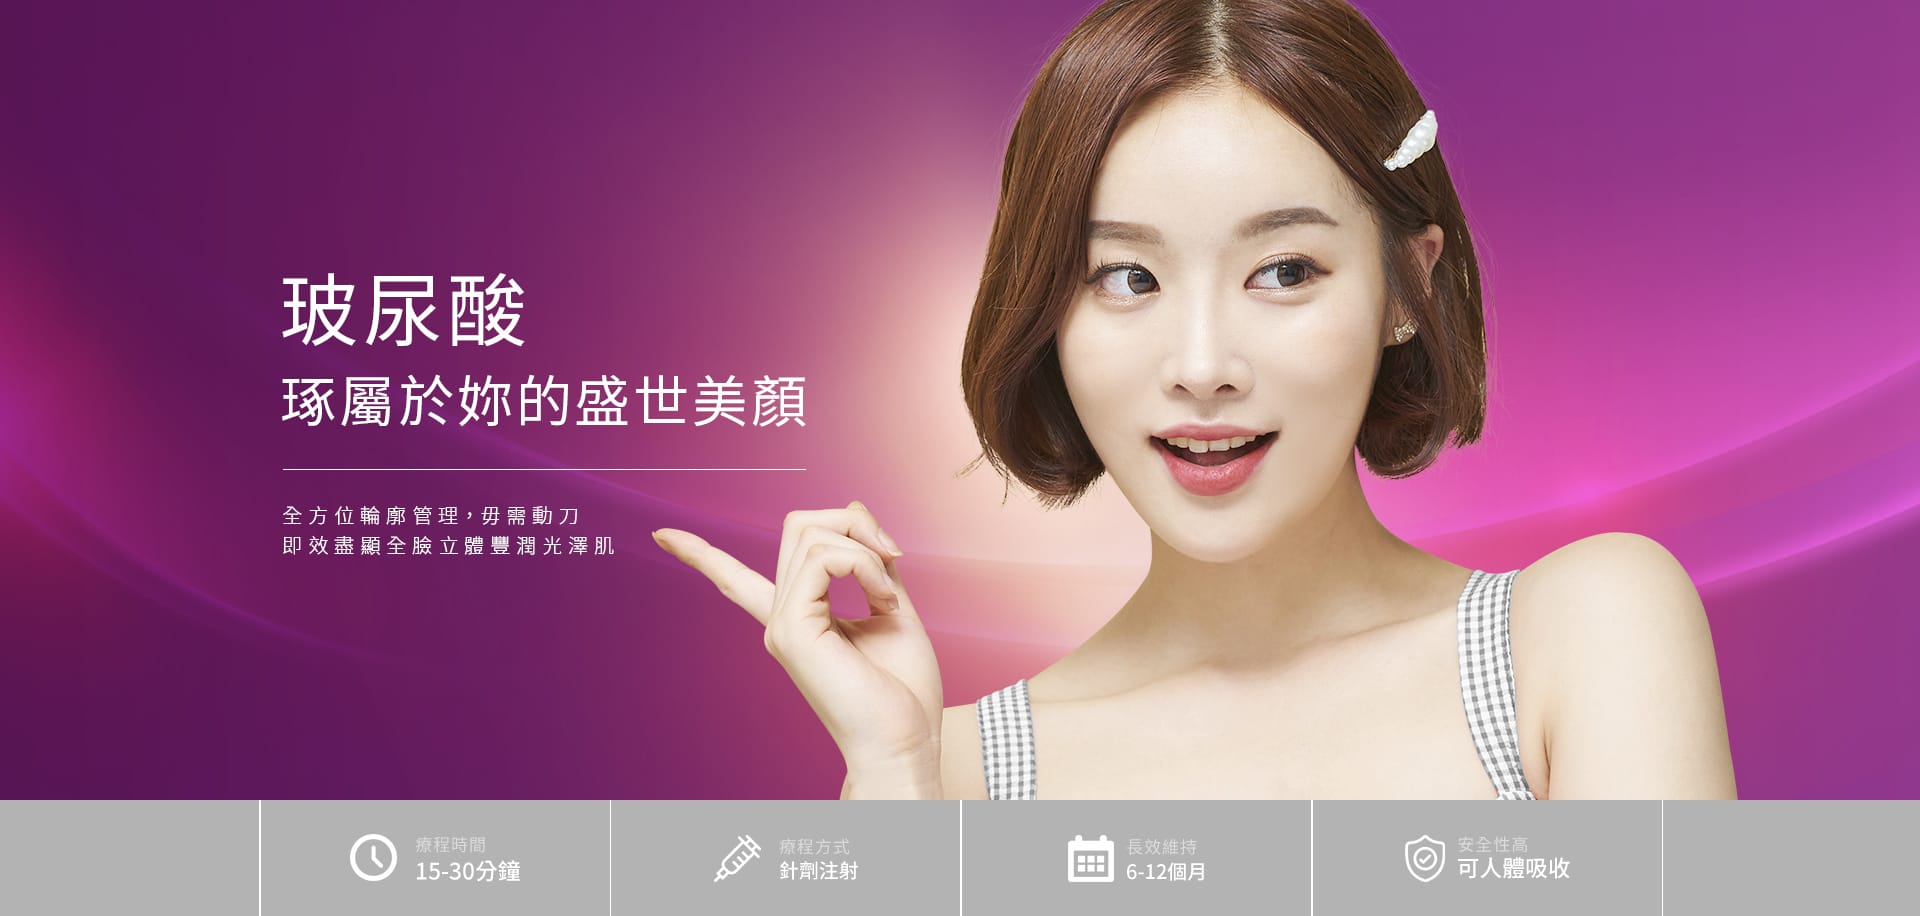 玻尿酸
琢屬於妳的盛世美顏
全方位輪廓管理，毋需動刀
即效盡顯全臉立體豐潤光澤肌
療程時間
15-30分鐘
療程方式
針劑注射
長效維持
6-12個月
安全性高
可人體吸收